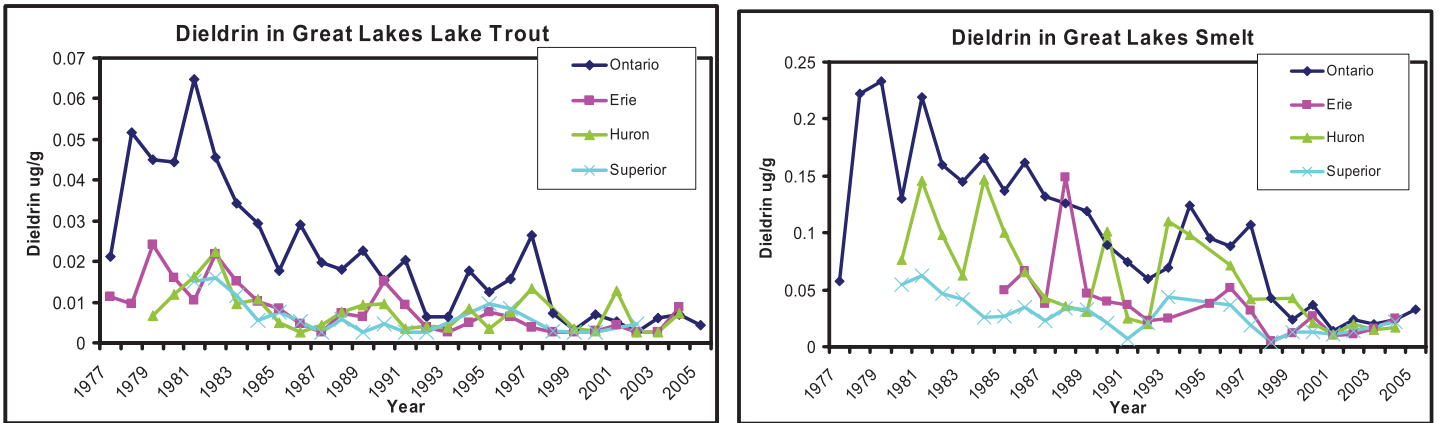 Dieldrin in Great Lakes Lake Trout
Dieldrin ug/g
0.07
0.06
0.05
0.04
0.03
0.02
0.01
0
Ontario
Erie
Huron
Superior
1977 1979 1981 1983 1985 1987 1989 1991 1993 1995 1997 1999 2001 2003 2005
Year
Dieldrin in Great Lakes Smelt
Dieldrin ug/g
0.25
0.2
0.15
0.1
0.05
0
Ontario
Erie
Huron
Superior
1977 1979 1981 1983 1985 1987 1989 1991 1993 1995 1997 1999 2001 2003 2005
Year